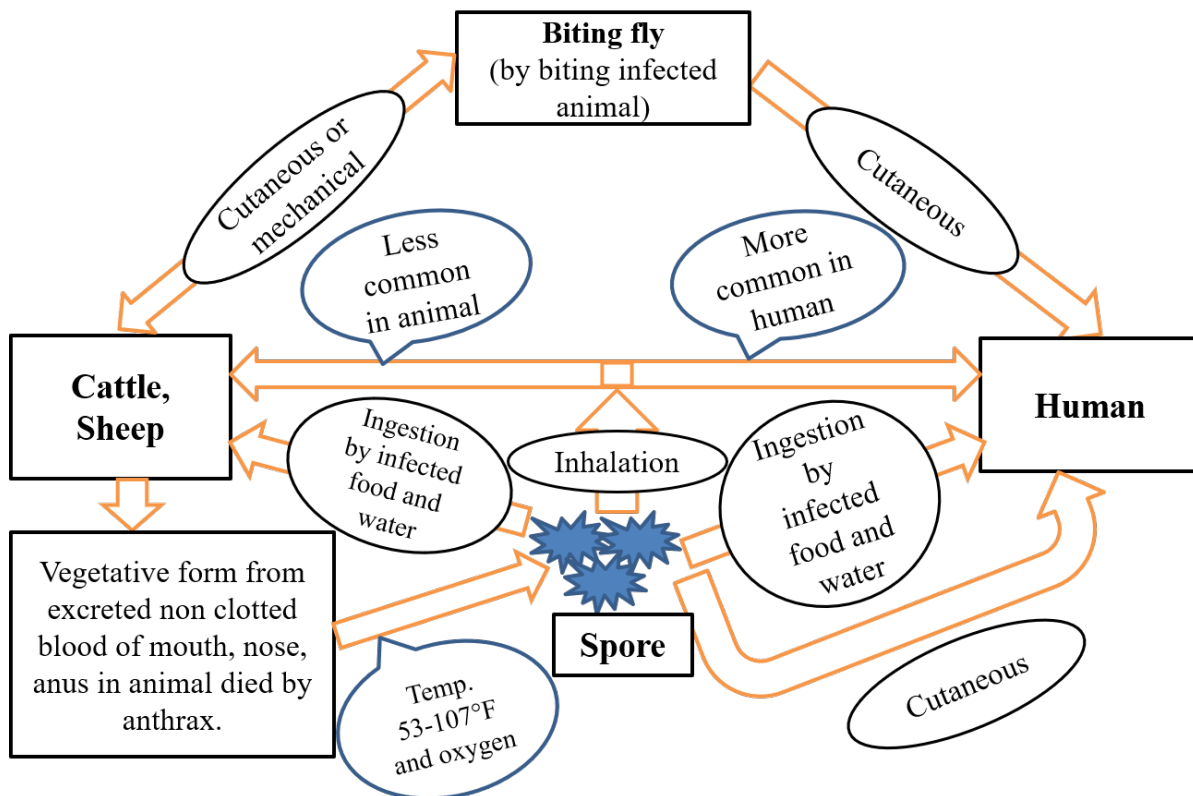 Biting fly
(by biting infected
animal)
Cutaneous or
mechanical
Cutaneous
Less
common
in animal
More
common in
human
Cattle,
Sheep
Human
Ingestion
by infected
food and
water
Inhalation
Ingestion
by
infected
food and
water
Vegetative form from
excreted non clotted
blood of mouth, nose,
anus in animal died by
anthrax.
Spore
Temp.
53-107°F
and oxygen
Cutaneous